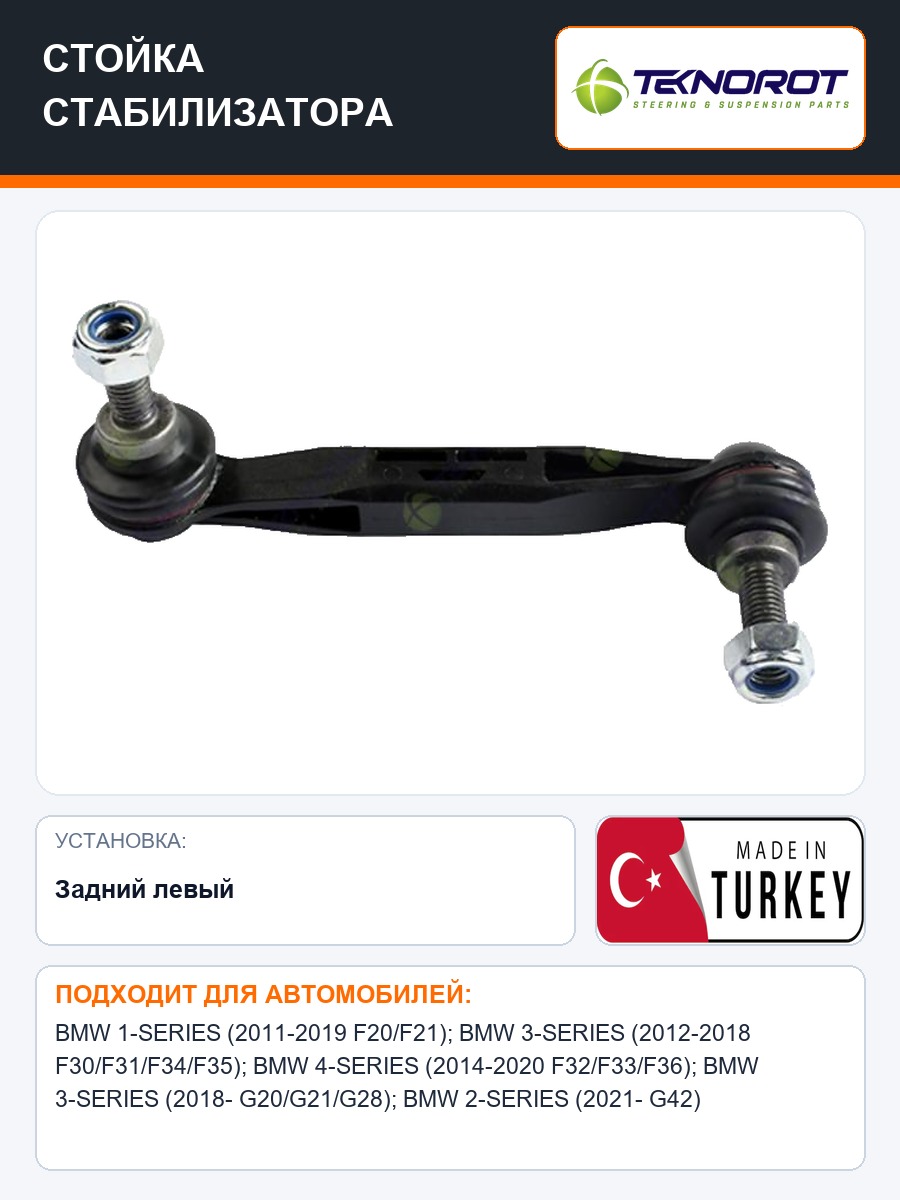 СТОЙКА
СТАБИЛИЗАТОРА
TEKNOROT
STEERING & SUSPENSION PARTS
УСТАНОВКА:
Задний левый
MADE IN
TURKEY
ПОДХОДИТ ДЛЯ АВТОМОБИЛЕЙ:
BMW 1-SERIES (2011-2019 F20/F21); BMW 3-SERIES (2012-2018
F30/F31/F34/F35); BMW 4-SERIES (2014-2020 F32/F33/F36); BMW
3-SERIES (2018- G20/G21/G28); BMW 2-SERIES (2021- G42)